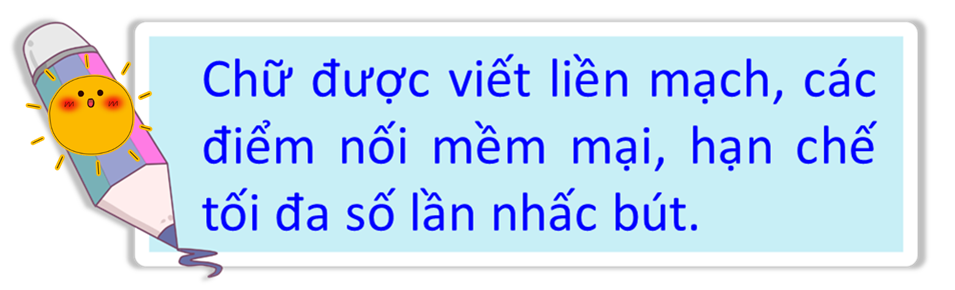 Chữ được viết liền mạch, các
điểm nối mềm mại, hạn chế
tối đa số lần nhấc bút.